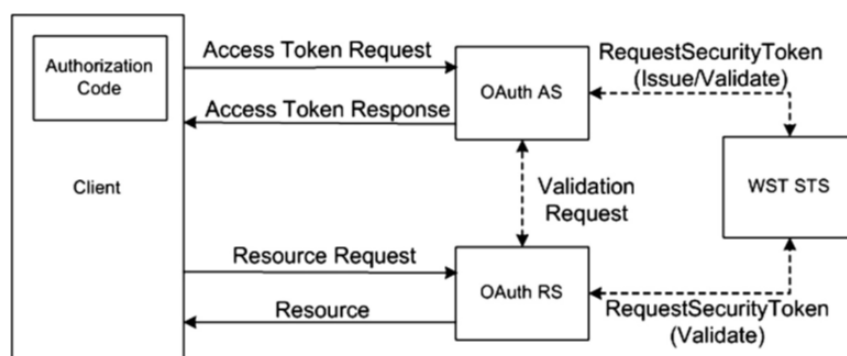 Authorization
Code
Client
Access Token Request
Access Token Response
OAuth AS
RequestSecurityToken
(Issue/Validate)
WST STS
Validation
Request
Resource Request
Resource
OAuth RS
RequestSecurityToken
(Validate)